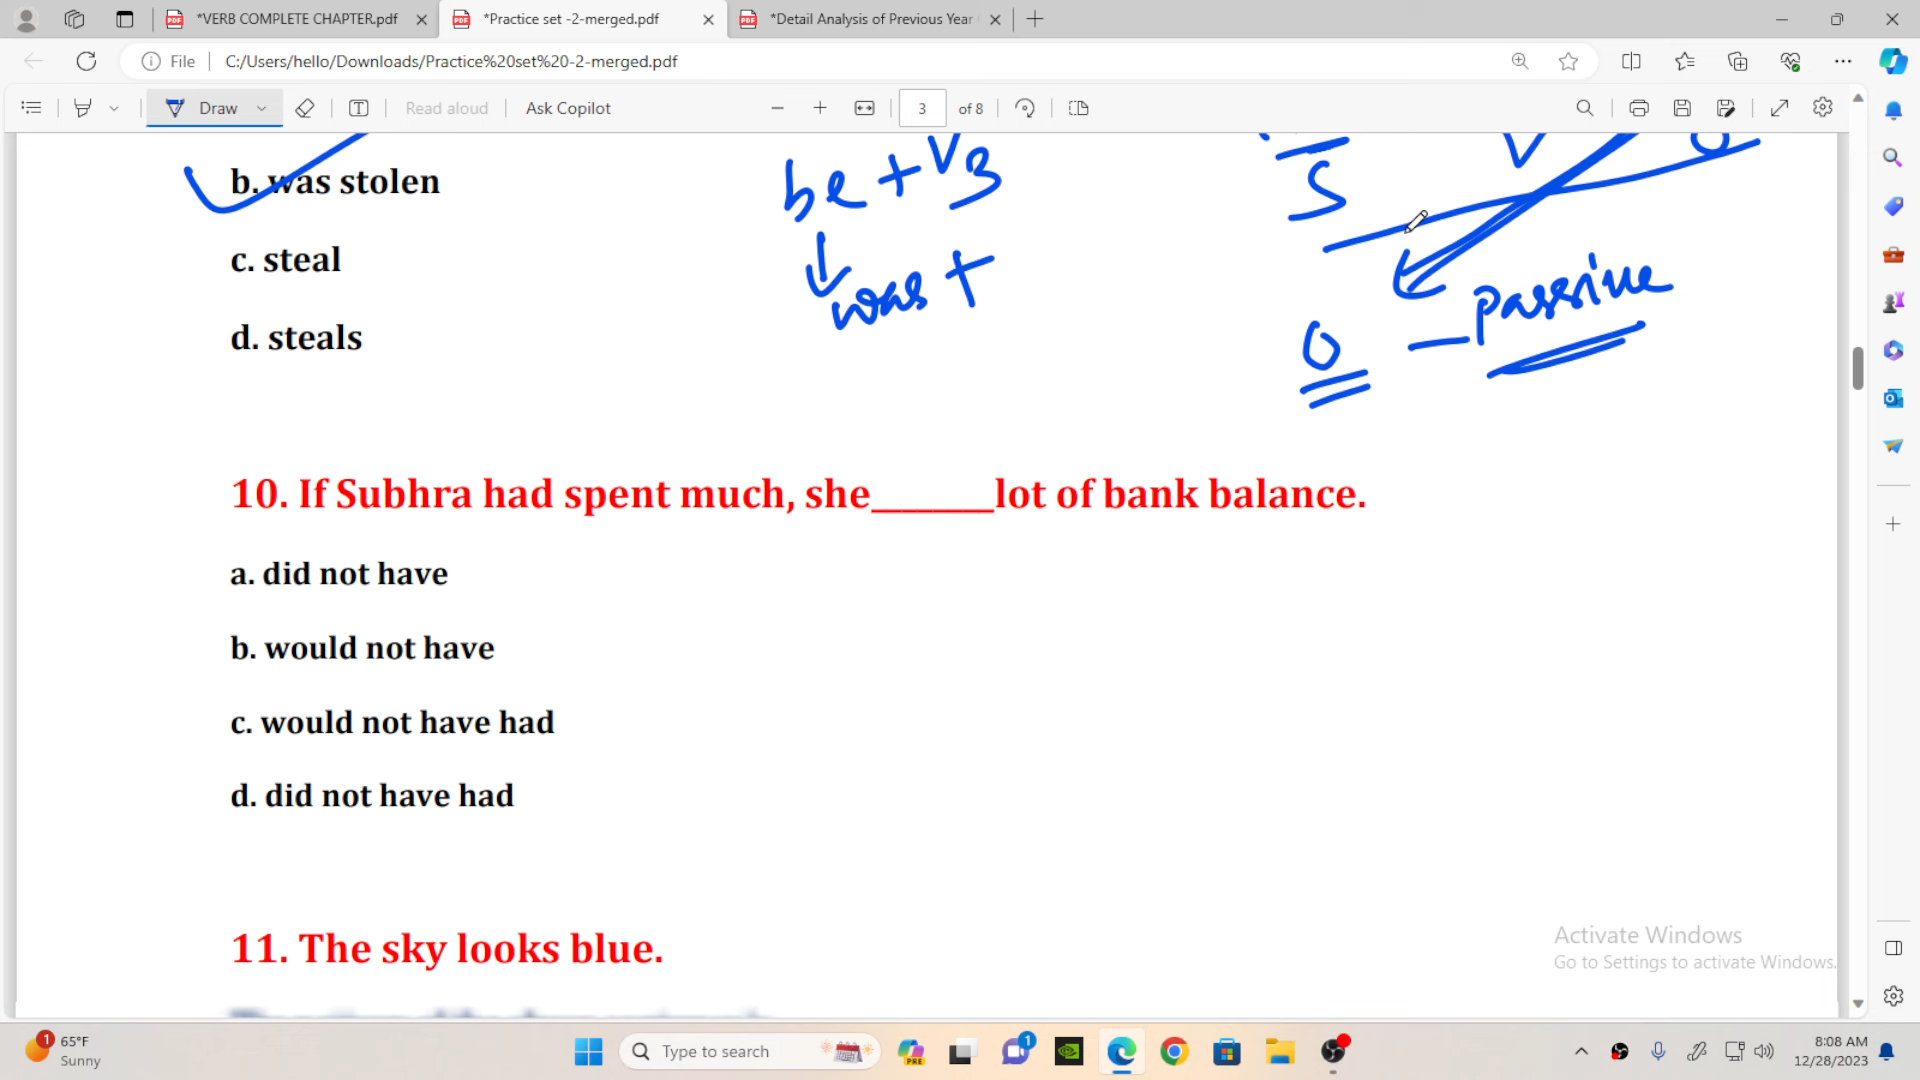 *VERB COMPLETE CHAPTER.pdf
*Practice set -2-merged.pdf
*Detail Analysis of Previous Year
File
C:/Users/hello/Downloads/Practice%20set%20-2-merged.pdf
Draw
Read aloud
Ask Copilot
3
of 8
b. was stolen
be + V3
S
V
O
c. steal
was +
passive
d. steals
O
10. If Subhra had spent much, she________lot of bank balance.
a. did not have
b. would not have
c. would not have had
d. did not have had
11. The sky looks blue.
Activate Windows
Go to Settings to activate Windows.
1
65°F
Sunny
Type to search
PRE
1
8:08 AM
12/28/2023